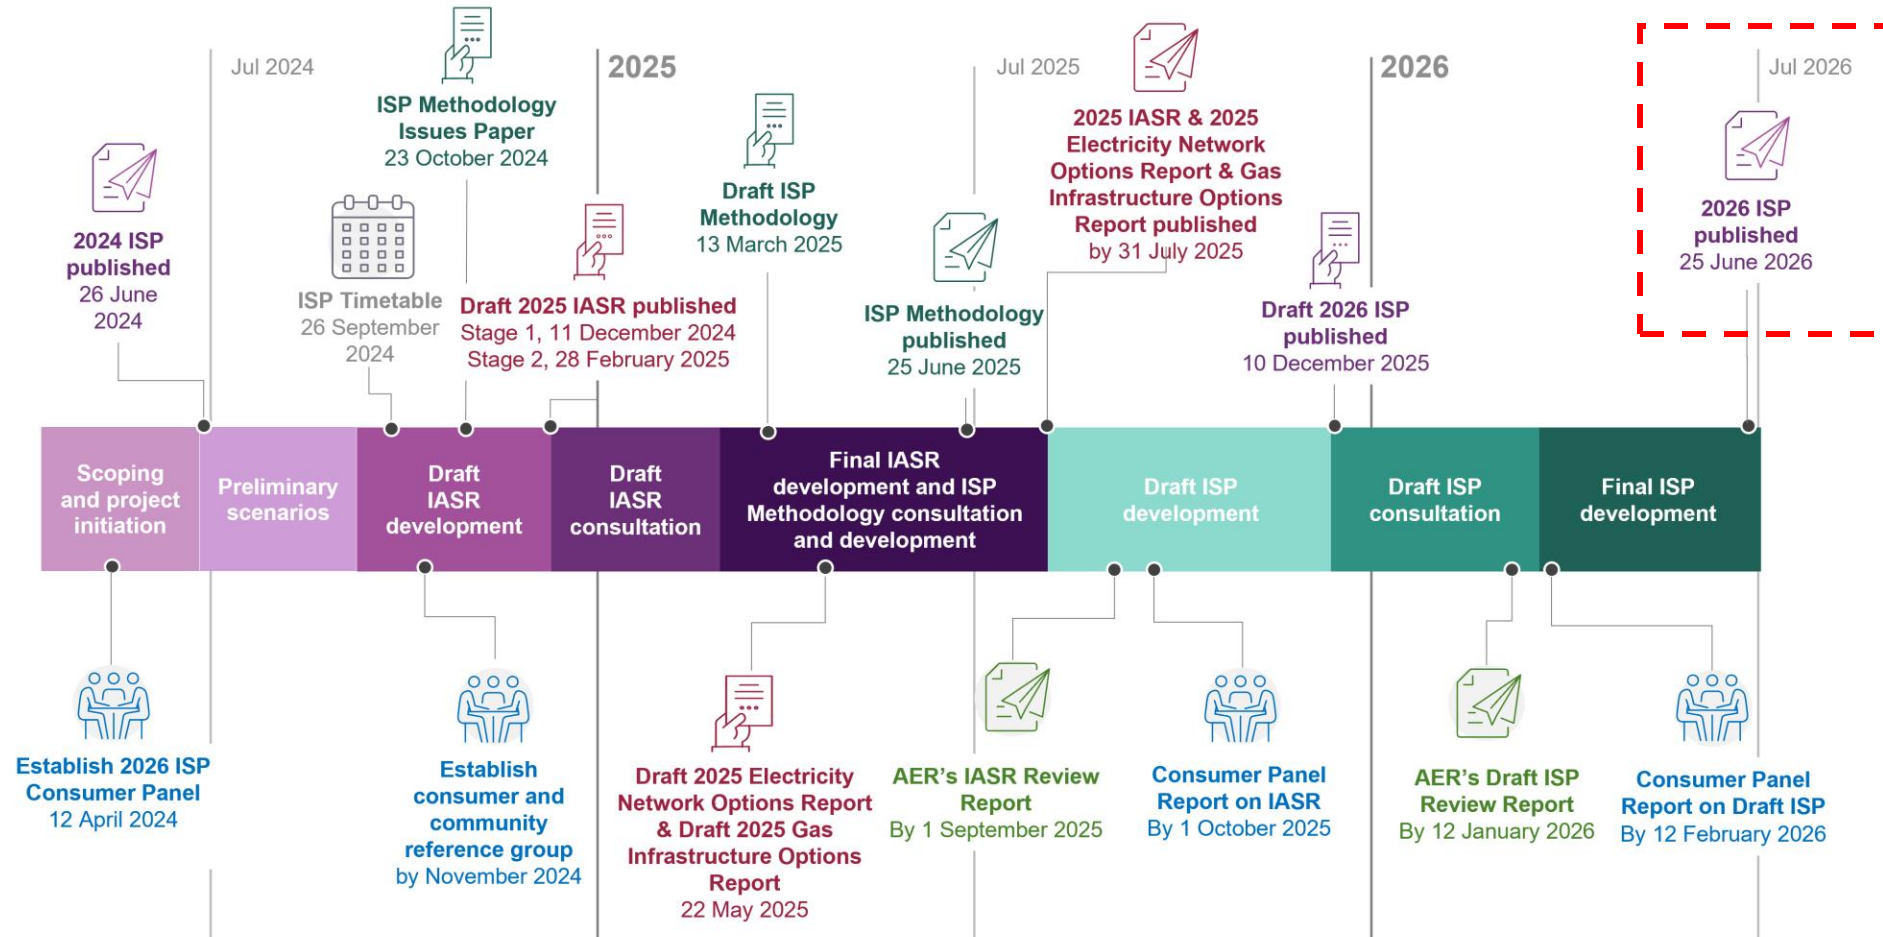 Jul 2024
2025
Jul 2025
2026
Jul 2026
2024 ISP
published
26 June
2024
ISP Timetable
26 September
2024
ISP Methodology
Issues Paper
23 October 2024
Draft 2025 IASR published
Stage 1, 11 December 2024
Stage 2, 28 February 2025
Draft ISP
Methodology
13 March 2025
ISP Methodology
published
25 June 2025
2025 IASR & 2025
Electricity Network
Options Report & Gas
Infrastructure Options
Report published
by 31 July 2025
Draft 2026 ISP
published
10 December 2025
2026 ISP
published
25 June 2026
Scoping
and project
initiation
Preliminary
scenarios
Draft
IASR
development
Draft
IASR
consultation
Final IASR
development and ISP
Methodology consultation
and development
Draft ISP
development
Draft ISP
consultation
Final ISP
development
Establish 2026 ISP
Consumer Panel
12 April 2024
Establish
consumer and
community
reference group
by November 2024
Draft 2025 Electricity
Network Options Report
& Draft 2025 Gas
Infrastructure Options
Report
22 May 2025
AER’s IASR Review
Report
By 1 September 2025
Consumer Panel
Report on IASR
By 1 October 2025
AER’s Draft ISP
Review Report
By 12 January 2026
Consumer Panel
Report on Draft ISP
By 12 February 2026